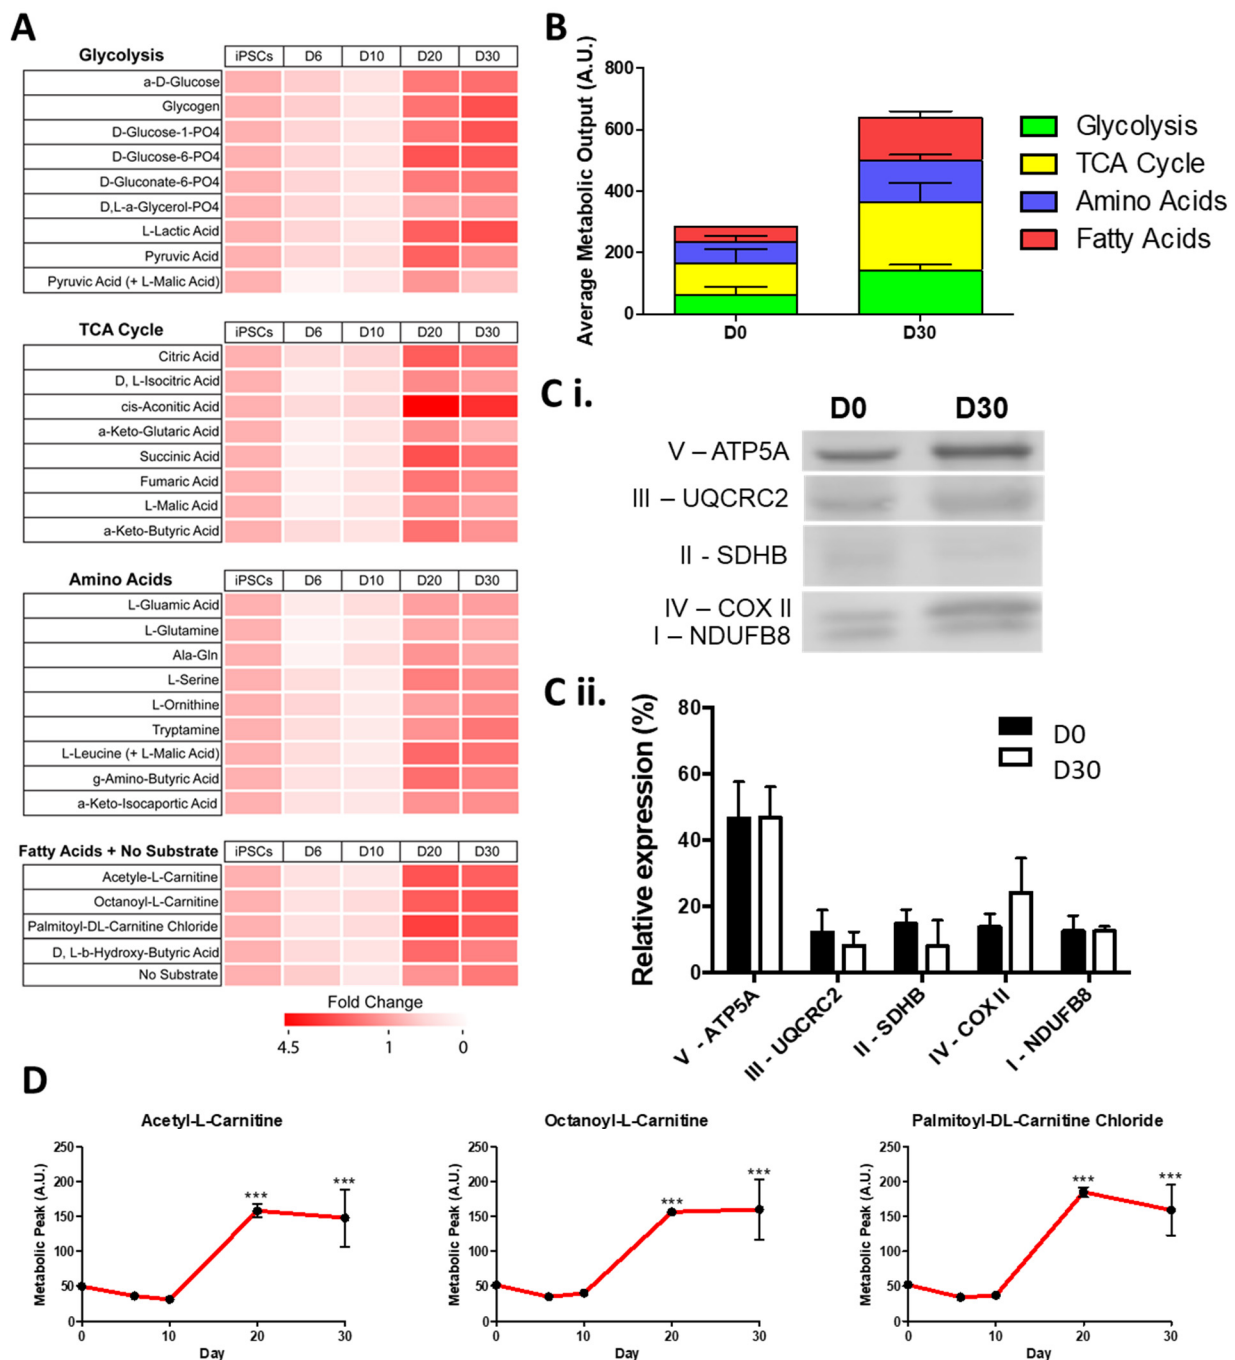 A
Glycolysis iPSCs D6 D10 D20 D30
a-D-Glucose
Glycogen
D-Glucose-1-PO4
D-Glucose-6-PO4
D-Gluconate-6-PO4
D,L-a-Glycerol-PO4
L-Lactic Acid
Pyruvic Acid
Pyruvic Acid (+ L-Malic Acid)
TCA Cycle iPSCs D6 D10 D20 D30
Citric Acid
D, L-Isocitric Acid
cis-Aconitic Acid
a-Keto-Glutaric Acid
Succinic Acid
Fumaric Acid
L-Malic Acid
a-Keto-Butyric Acid
Amino Acids iPSCs D6 D10 D20 D30
L-Gluamic Acid
L-Glutamine
Ala-Gln
L-Serine
L-Ornithine
Tryptamine
L-Leucine (+ L-Malic Acid)
g-Amino-Butyric Acid
a-Keto-Isocaportic Acid
Fatty Acids + No Substrate iPSCs D6 D10 D20 D30
Acetyle-L-Carnitine
Octanoyl-L-Carnitine
Palmitoyl-DL-Carnitine Chloride
D, L-b-Hydroxy-Butyric Acid
No Substrate
Fold Change
4.5 1 0
B
Average Metabolic Output (A.U.)
800
600
400
200
0
D0 D30
Glycolysis
TCA Cycle
Amino Acids
Fatty Acids
C i.
D0 D30
V – ATP5A
III – UQCRC2
II - SDHB
IV – COX II
I – NDUFB8
C ii.
Relative expression (%)
80
60
40
20
0
D0
D30
V - ATP5A
III - UQCRC2
II - SDHB
IV - COX II
I - NDUFB8
D
Acetyl-L-Carnitine
Metabolic Peak (A.U.)
250
200
150
100
50
0
*** ***
0 10 20 30
Day
Octanoyl-L-Carnitine
Metabolic Peak (A.U.)
250
200
150
100
50
0
*** ***
0 10 20 30
Day
Palmitoyl-DL-Carnitine Chloride
Metabolic Peak (A.U.)
250
200
150
100
50
0
*** ***
0 10 20 30
Day